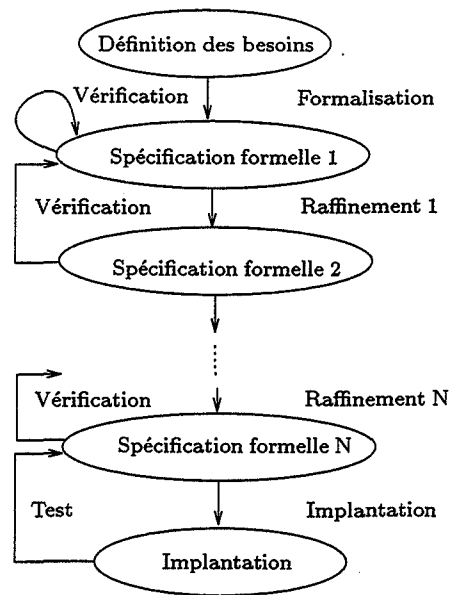 Définition des besoins
Vérification
Formalisation
Spécification formelle 1
Vérification
Raffinement 1
Spécification formelle 2
Vérification
Raffinement N
Spécification formelle N
Test
Implantation
Implantation